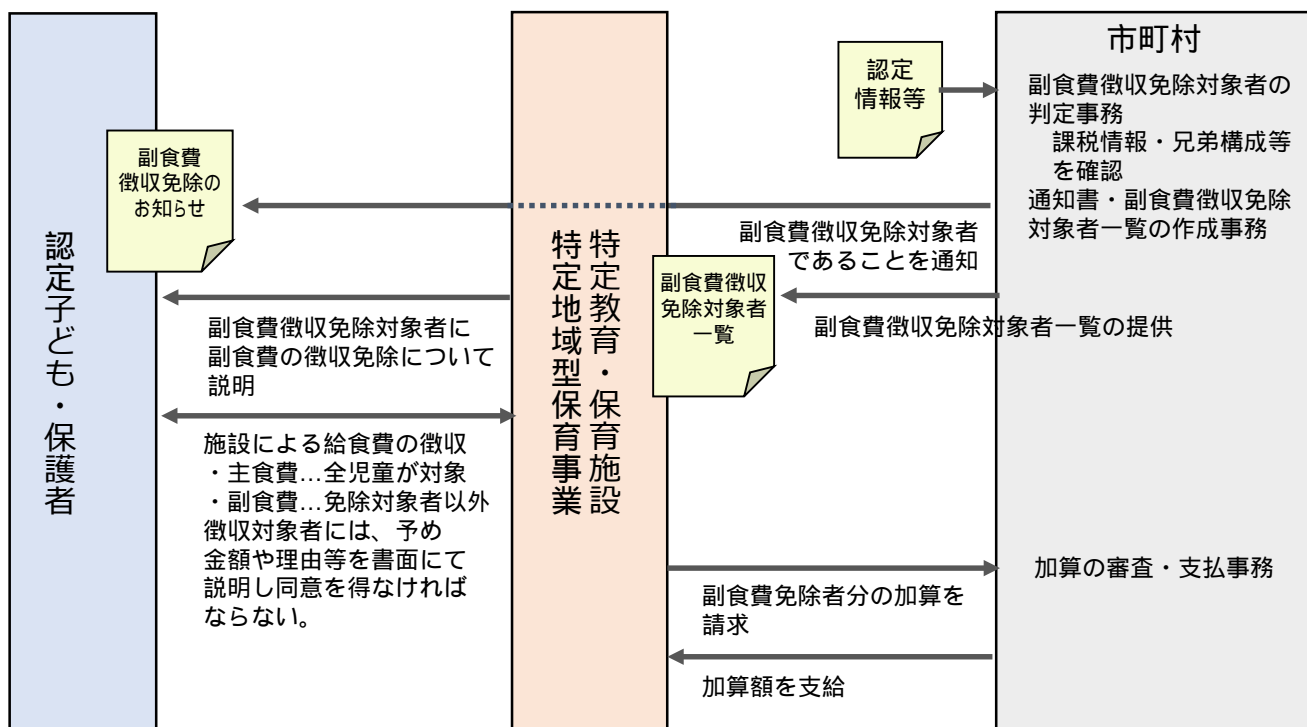 市町村
認定
情報等
副食費徴収免除対象者の
判定事務
課税情報・兄弟構成等
を確認
通知書・副食費徴収免除
対象者一覧の作成事務
副食費
徴収免除の
お知らせ
副食費徴収免除対象者
であることを通知
認定子ども・保護者
特定教育・保育施設
特定地域型保育事業
副食費徴収
免除対象者
一覧
副食費徴収免除対象者一覧の提供
副食費徴収免除対象者に
副食費の徴収免除について
説明
施設による給食費の徴収
・主食費…全児童が対象
・副食費…免除対象者以外
徴収対象者には、予め
金額や理由等を書面にて
説明し同意を得なければ
ならない。
加算の審査・支払事務
副食費免除者分の加算を
請求
加算額を支給